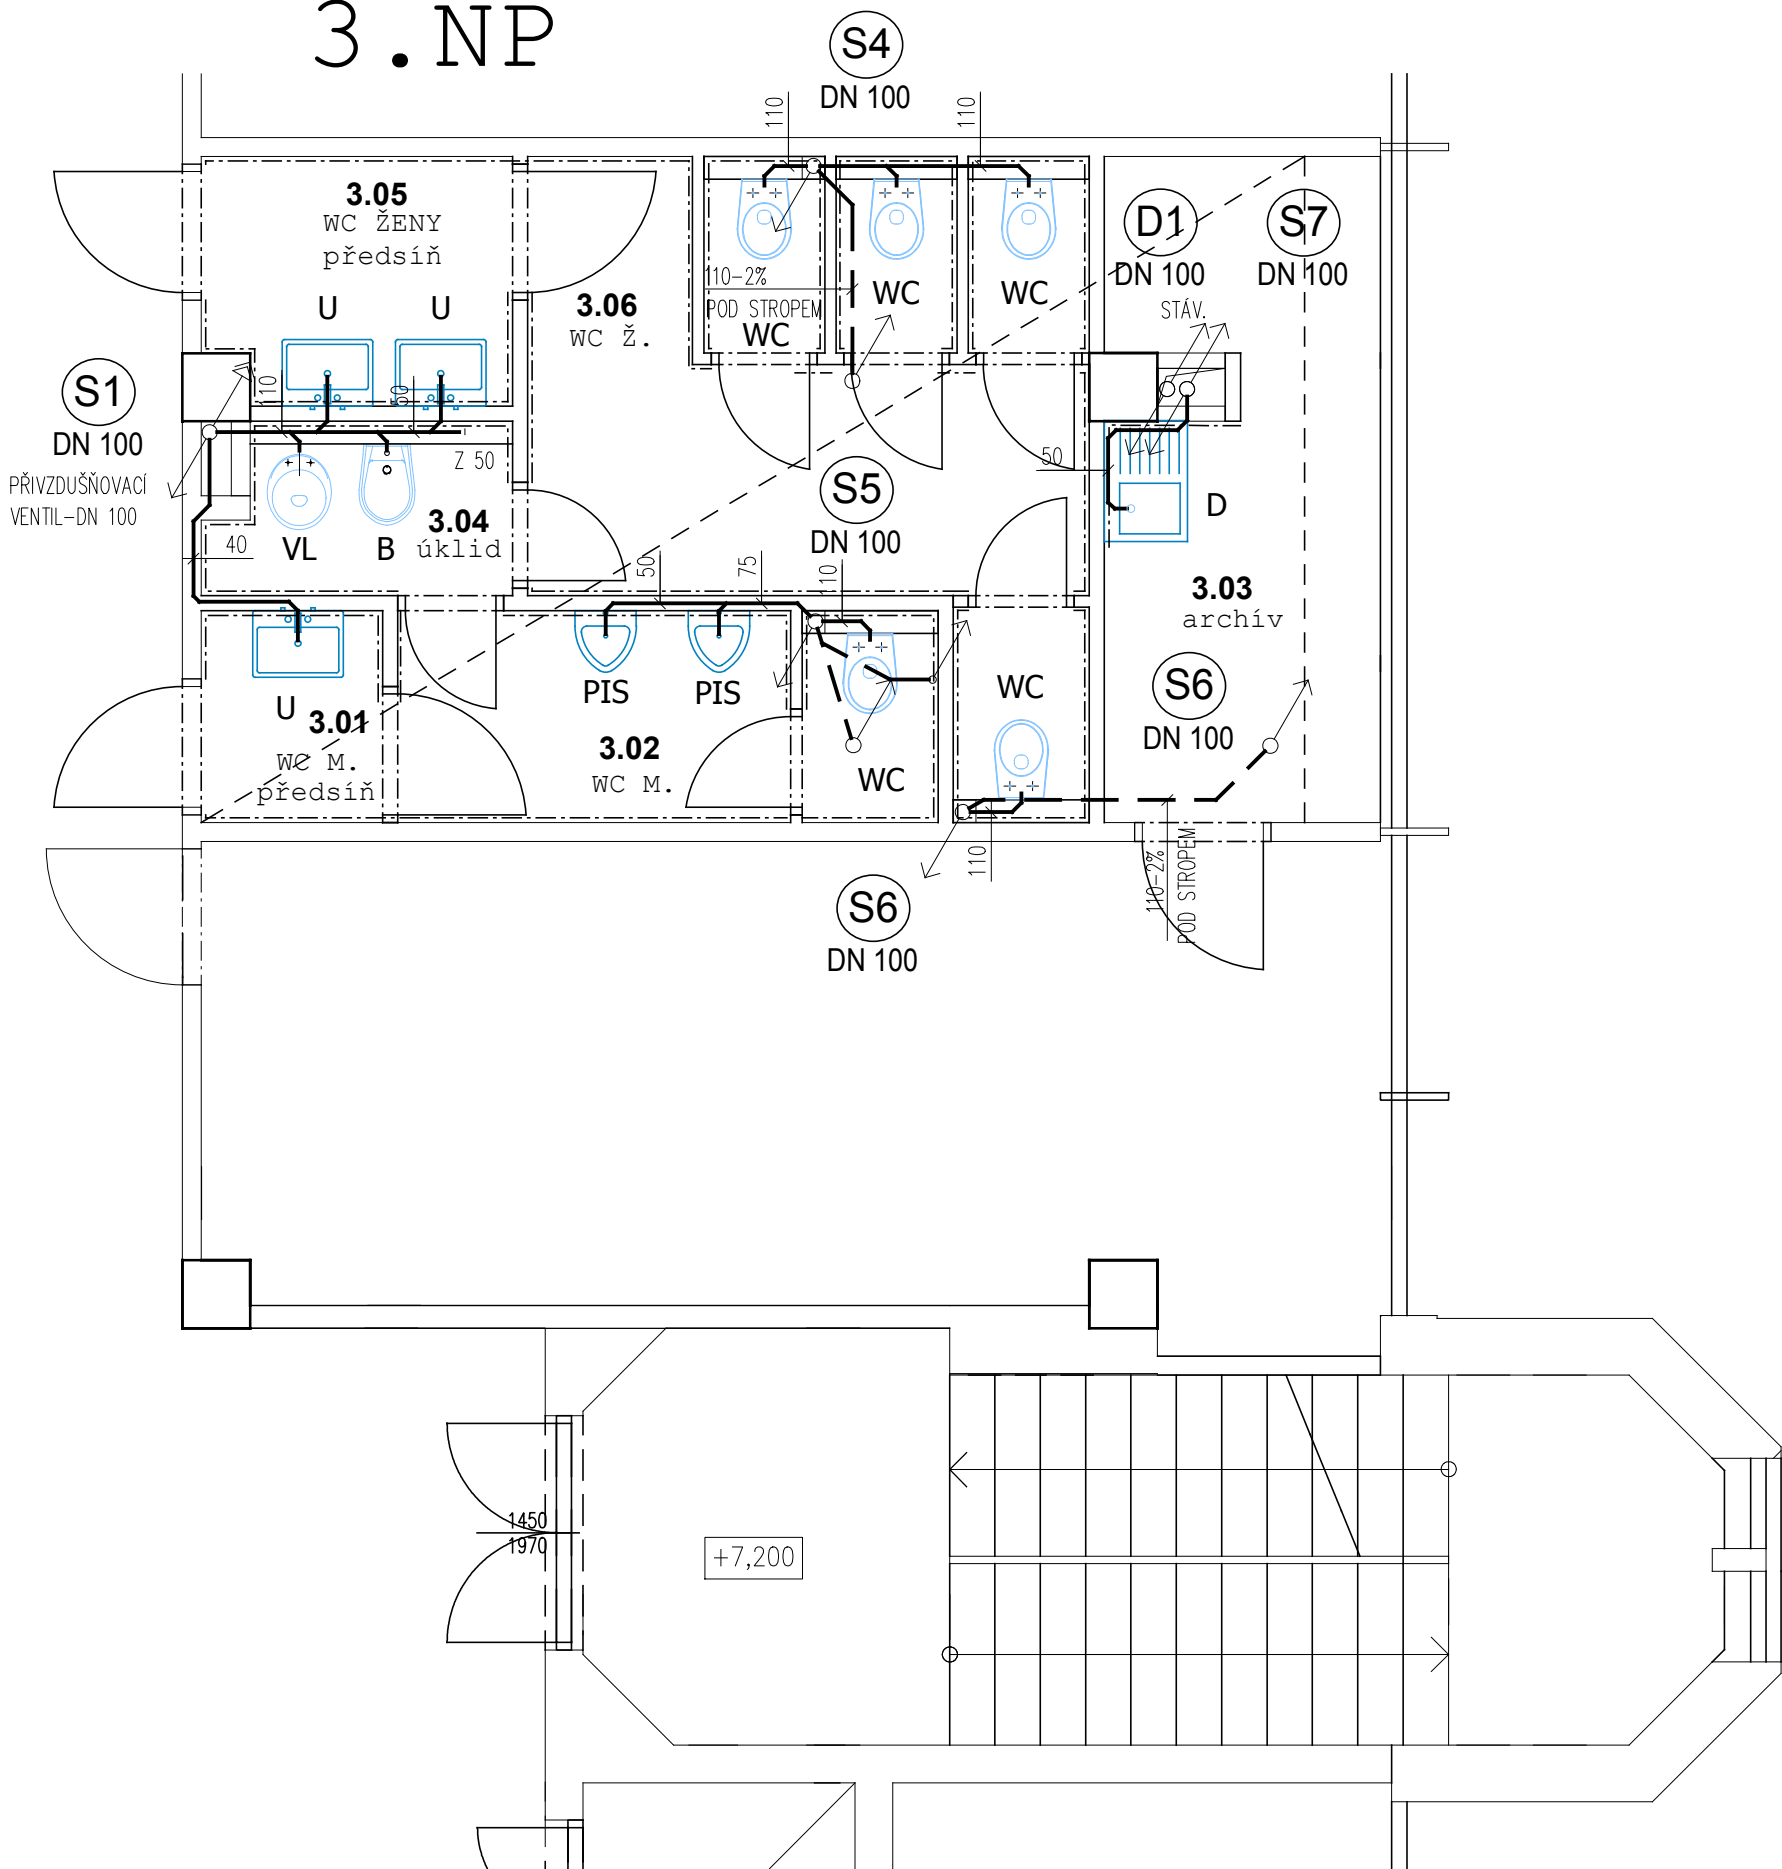 3.NP
S4
DN 100
110
110
3.05
WC ŽENY
předsíň
U
U
3.06
WC Ž.
110-2%
POD STROPEM
WC
WC
WC
D1
DN 100
STÁV.
S7
DN 100
S1
DN 100
PŘIVZDUŠŇOVACÍ
VENTIL-DN 100
110
50
Z 50
40
VL
B
3.04
úklid
S5
DN 100
50
D
50
75
110
3.03
archív
PIS
PIS
U
3.01
WC M.
předsíň
3.02
WC M.
WC
WC
S6
DN 100
110
110-2%
POD STROPEM
S6
DN 100
1450
1970
+7,200